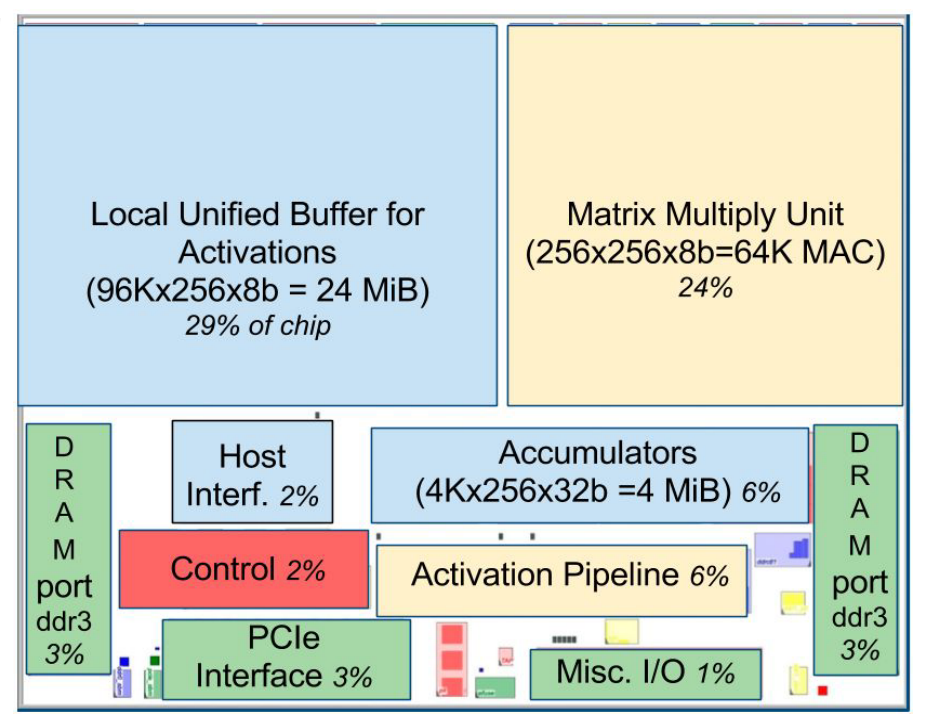 Local Unified Buffer for
Activations
(96Kx256x8b = 24 MiB)
29% of chip
Matrix Multiply Unit
(256x256x8b=64K MAC)
24%
D
R
A
M
port
ddr3
3%
Host
Interf. 2%
Accumulators
(4Kx256x32b =4 MiB) 6%
D
R
A
M
port
ddr3
3%
Control 2%
Activation Pipeline 6%
PCIe
Interface 3%
Misc. I/O 1%